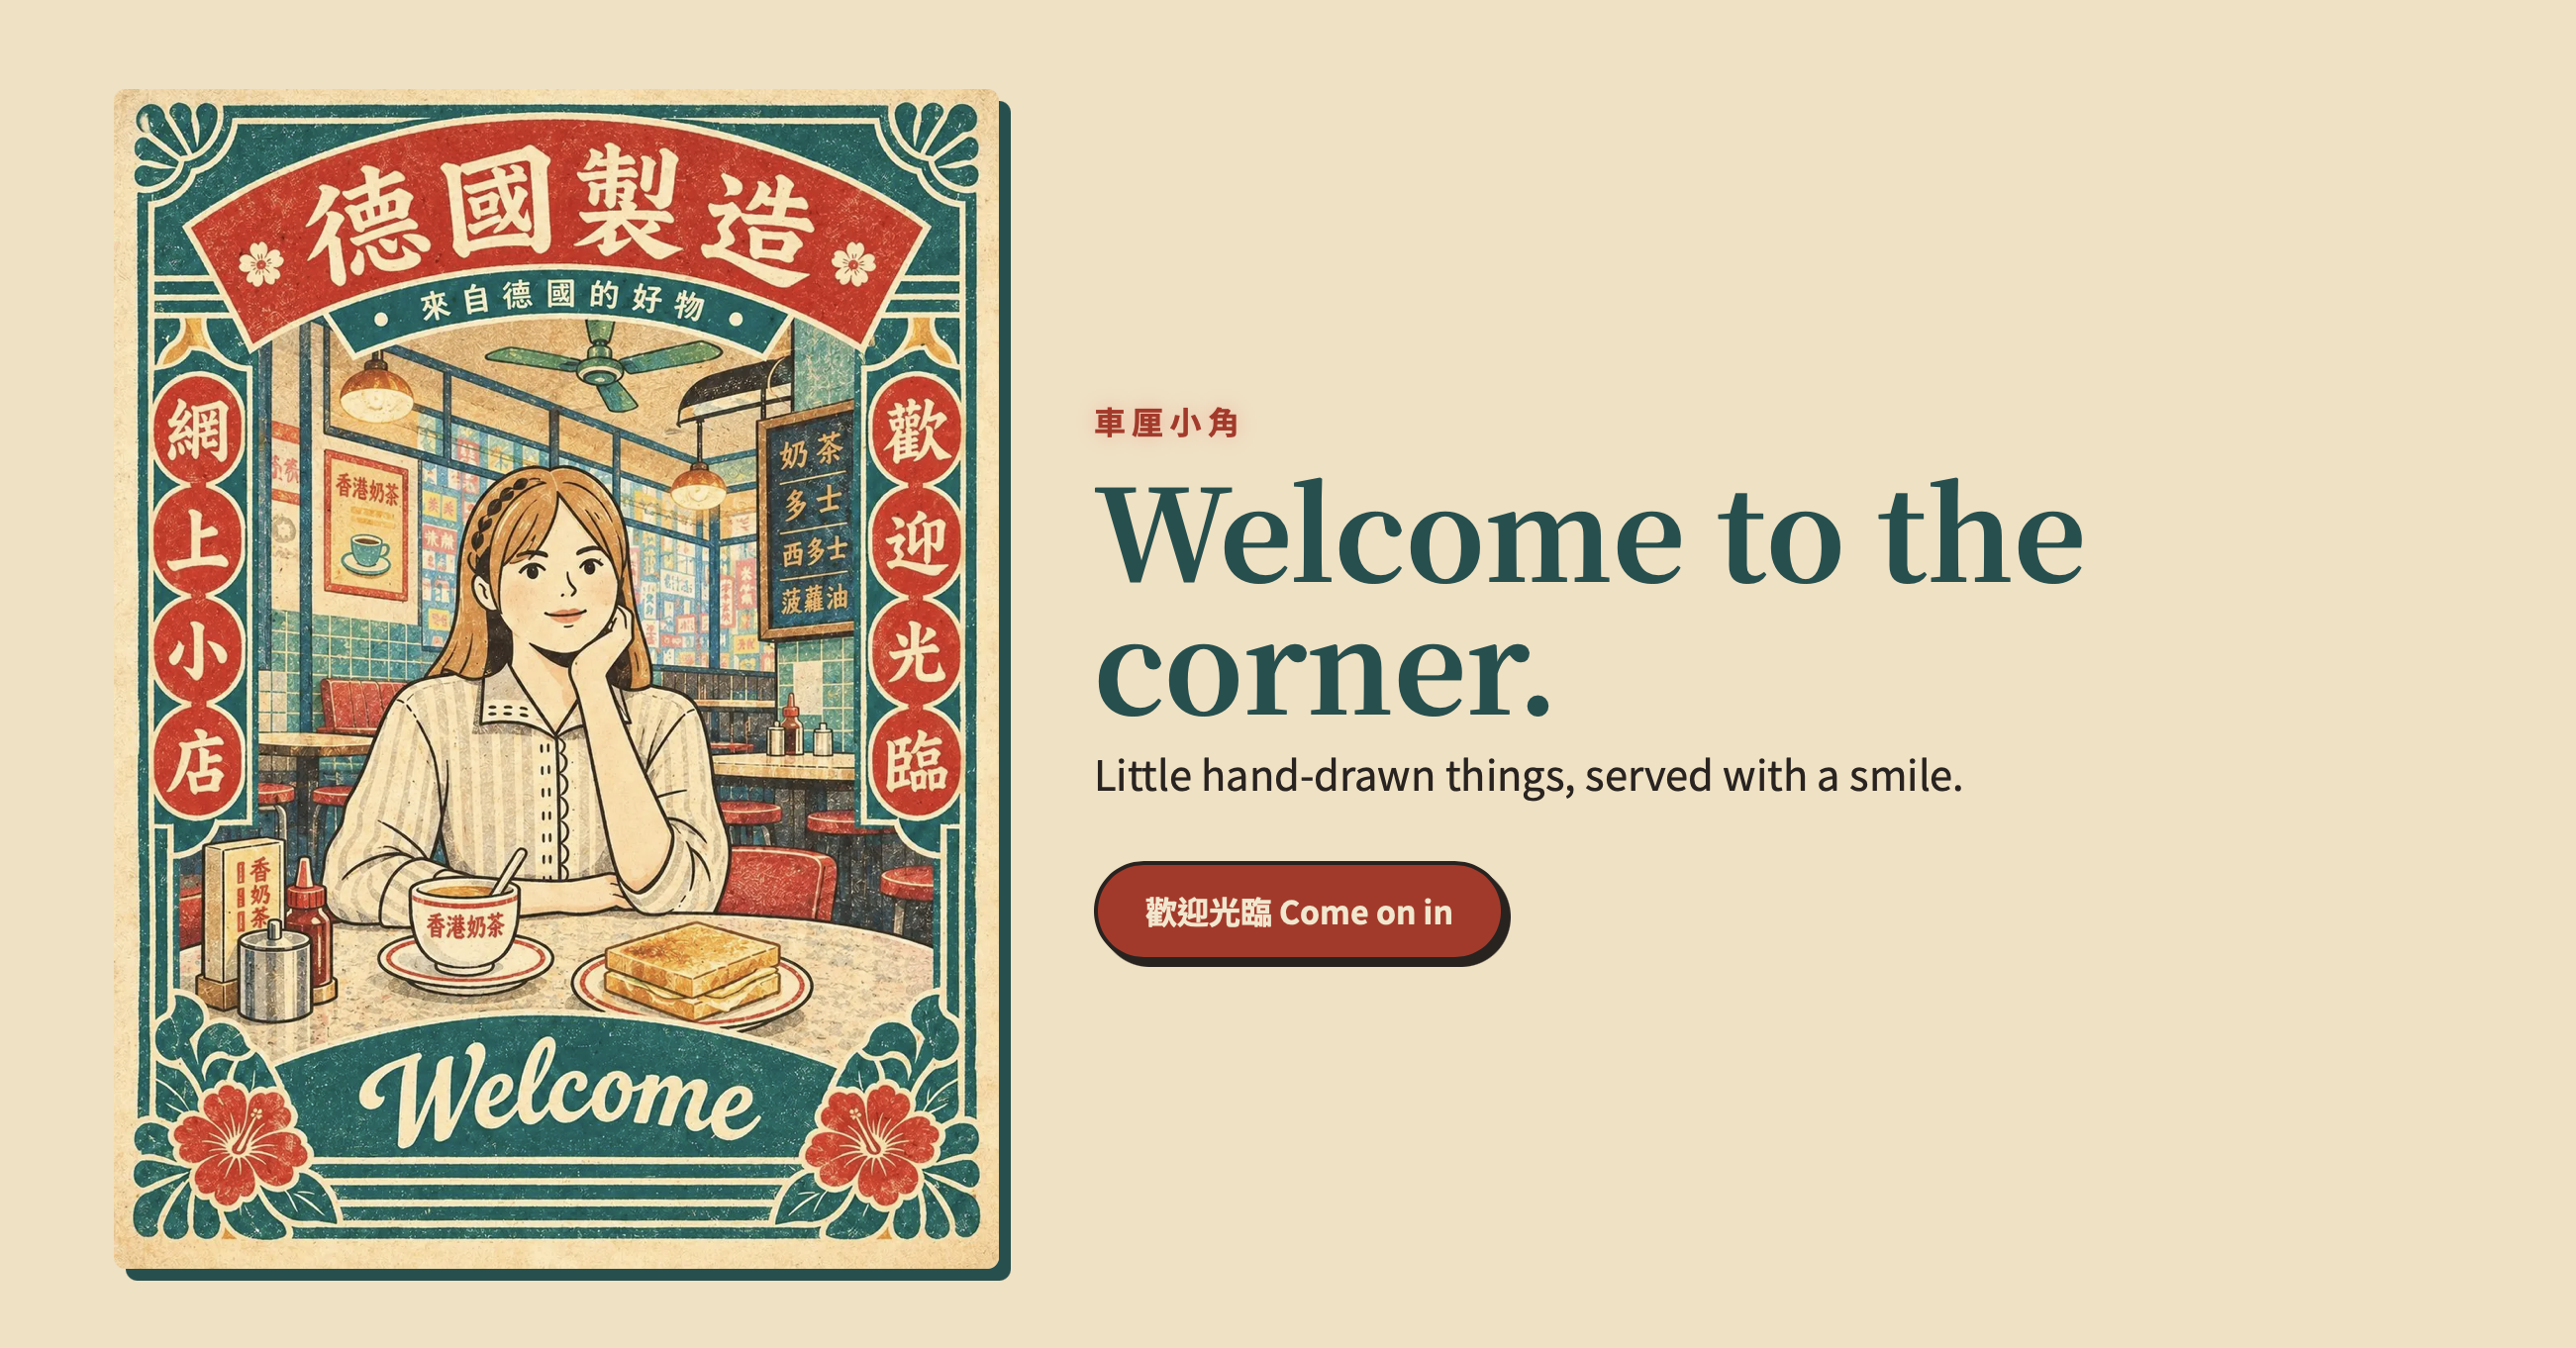 德國製造
來自德國的好物
網上小店
歡迎光臨
香港奶茶
奶茶
多士
西多士
菠蘿油
香奶茶
香港奶茶
Welcome
車厘小角
Welcome to the
corner.
Little hand-drawn things, served with a smile.
歡迎光臨 Come on in